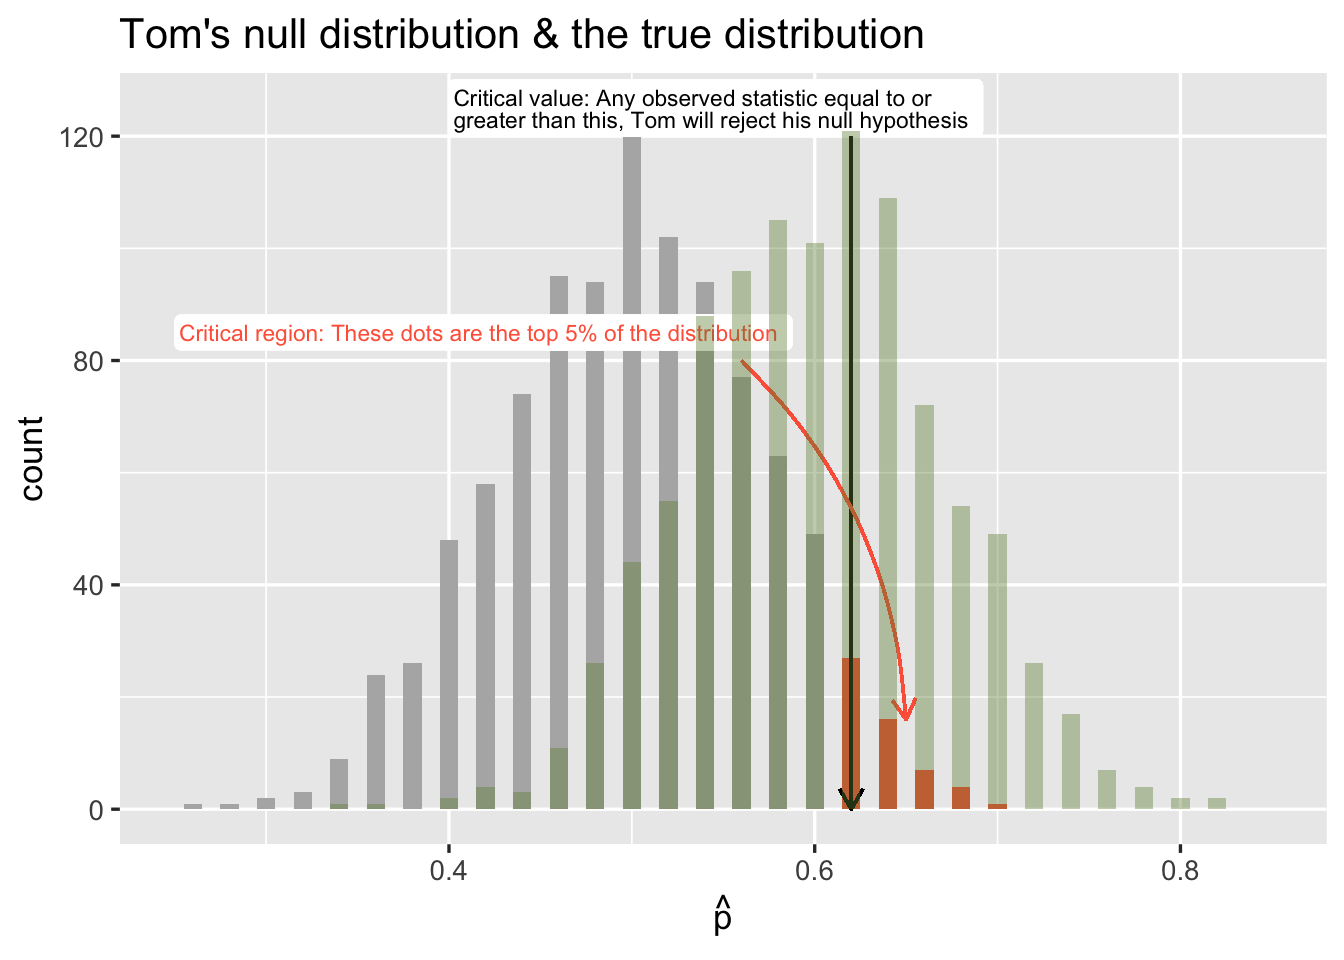 Tom's null distribution & the true distribution
Critical value: Any observed statistic equal to or
greater than this, Tom will reject his null hypothesis
Critical region: These dots are the top 5% of the distribution
120
80
40
0
count
0.4
0.6
0.8
p̂